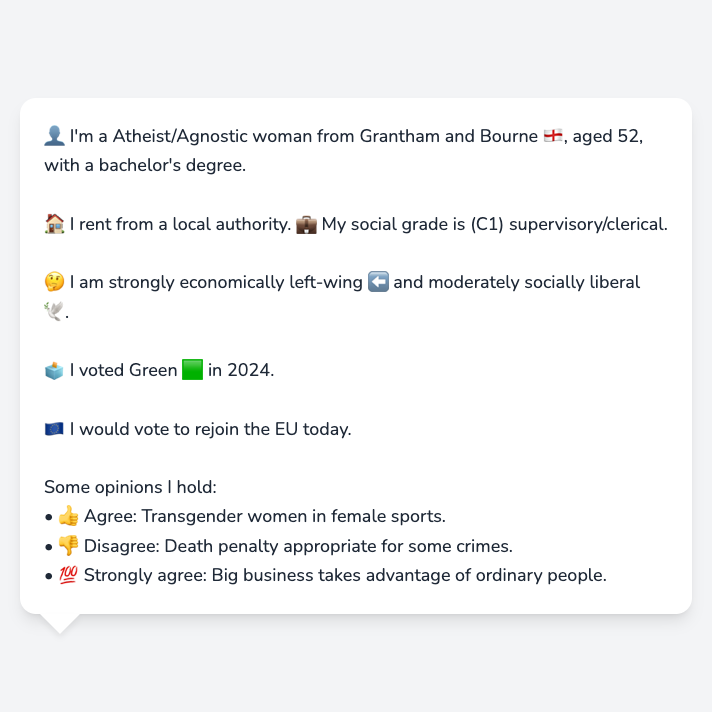 👤 I'm a Atheist/Agnostic woman from Grantham and Bourne 🏴󠁧󠁢󠁥󠁮󠁧󠁿, aged 52,
with a bachelor's degree.
🏠 I rent from a local authority. 💼 My social grade is (C1) supervisory/clerical.
🤔 I am strongly economically left-wing ⬅️ and moderately socially liberal
🕊️.
🗳️ I voted Green 🟩 in 2024.
🇪🇺 I would vote to rejoin the EU today.
Some opinions I hold:
• 👍 Agree: Transgender women in female sports.
• 👎 Disagree: Death penalty appropriate for some crimes.
• 💯 Strongly agree: Big business takes advantage of ordinary people.